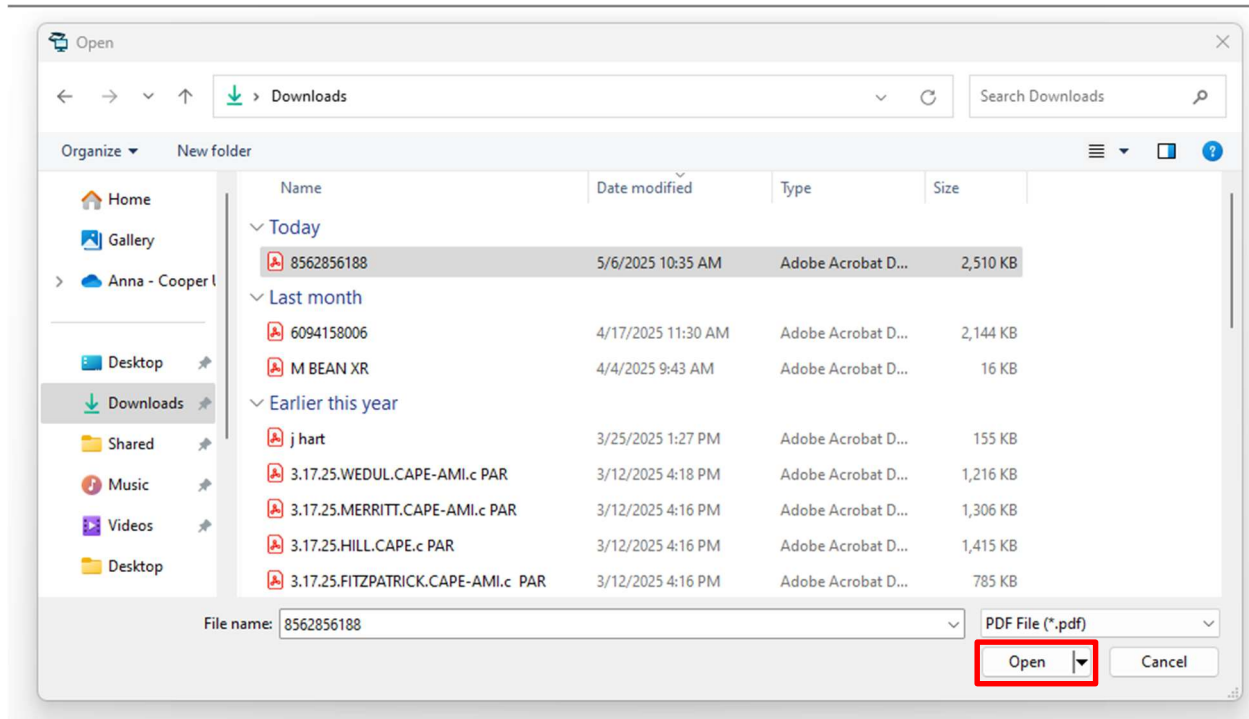 Open
Downloads
Search Downloads
Organize New folder
Home
Gallery
Anna - Cooper U
Desktop
Downloads
Shared
Music
Videos
Desktop
Name Date modified Type Size
Today
8562856188 5/6/2025 10:35 AM Adobe Acrobat D... 2,510 KB
Last month
6094158006 4/17/2025 11:30 AM Adobe Acrobat D... 2,144 KB
M BEAN XR 4/4/2025 9:43 AM Adobe Acrobat D... 16 KB
Earlier this year
j hart 3/25/2025 1:27 PM Adobe Acrobat D... 155 KB
3.17.25.WEDUL.CAPE-AMI.c PAR 3/12/2025 4:18 PM Adobe Acrobat D... 1,216 KB
3.17.25.MERRITT.CAPE-AMI.c PAR 3/12/2025 4:16 PM Adobe Acrobat D... 1,306 KB
3.17.25.HILL.CAPE.c PAR 3/12/2025 4:16 PM Adobe Acrobat D... 1,415 KB
3.17.25.FITZPATRICK.CAPE-AMI.c PAR 3/12/2025 4:16 PM Adobe Acrobat D... 785 KB
File name: 8562856188 PDF File (*.pdf)
Open Cancel